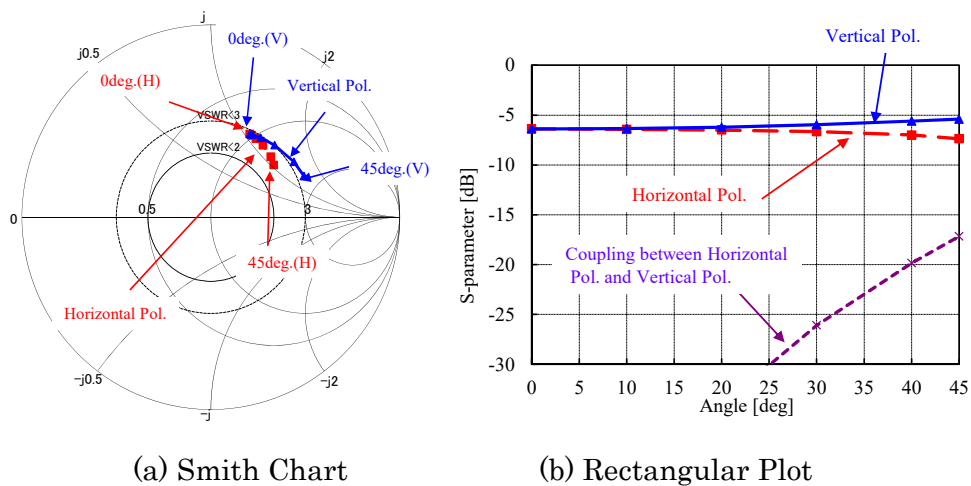 j
j0.5
j2
0deg.(V)
0deg.(H)
Vertical Pol.
VSWR<3
VSWR<2
45deg.(V)
0
0.5
3
45deg.(H)
Horizontal Pol.
−j0.5
−j2
−j
(a) Smith Chart
Vertical Pol.
0
-5
-10
-15
-20
-25
-30
S-parameter [dB]
Horizontal Pol.
Coupling between Horizontal
Pol. and Vertical Pol.
0
5
10
15
20
25
30
35
40
45
Angle [deg]
(b) Rectangular Plot